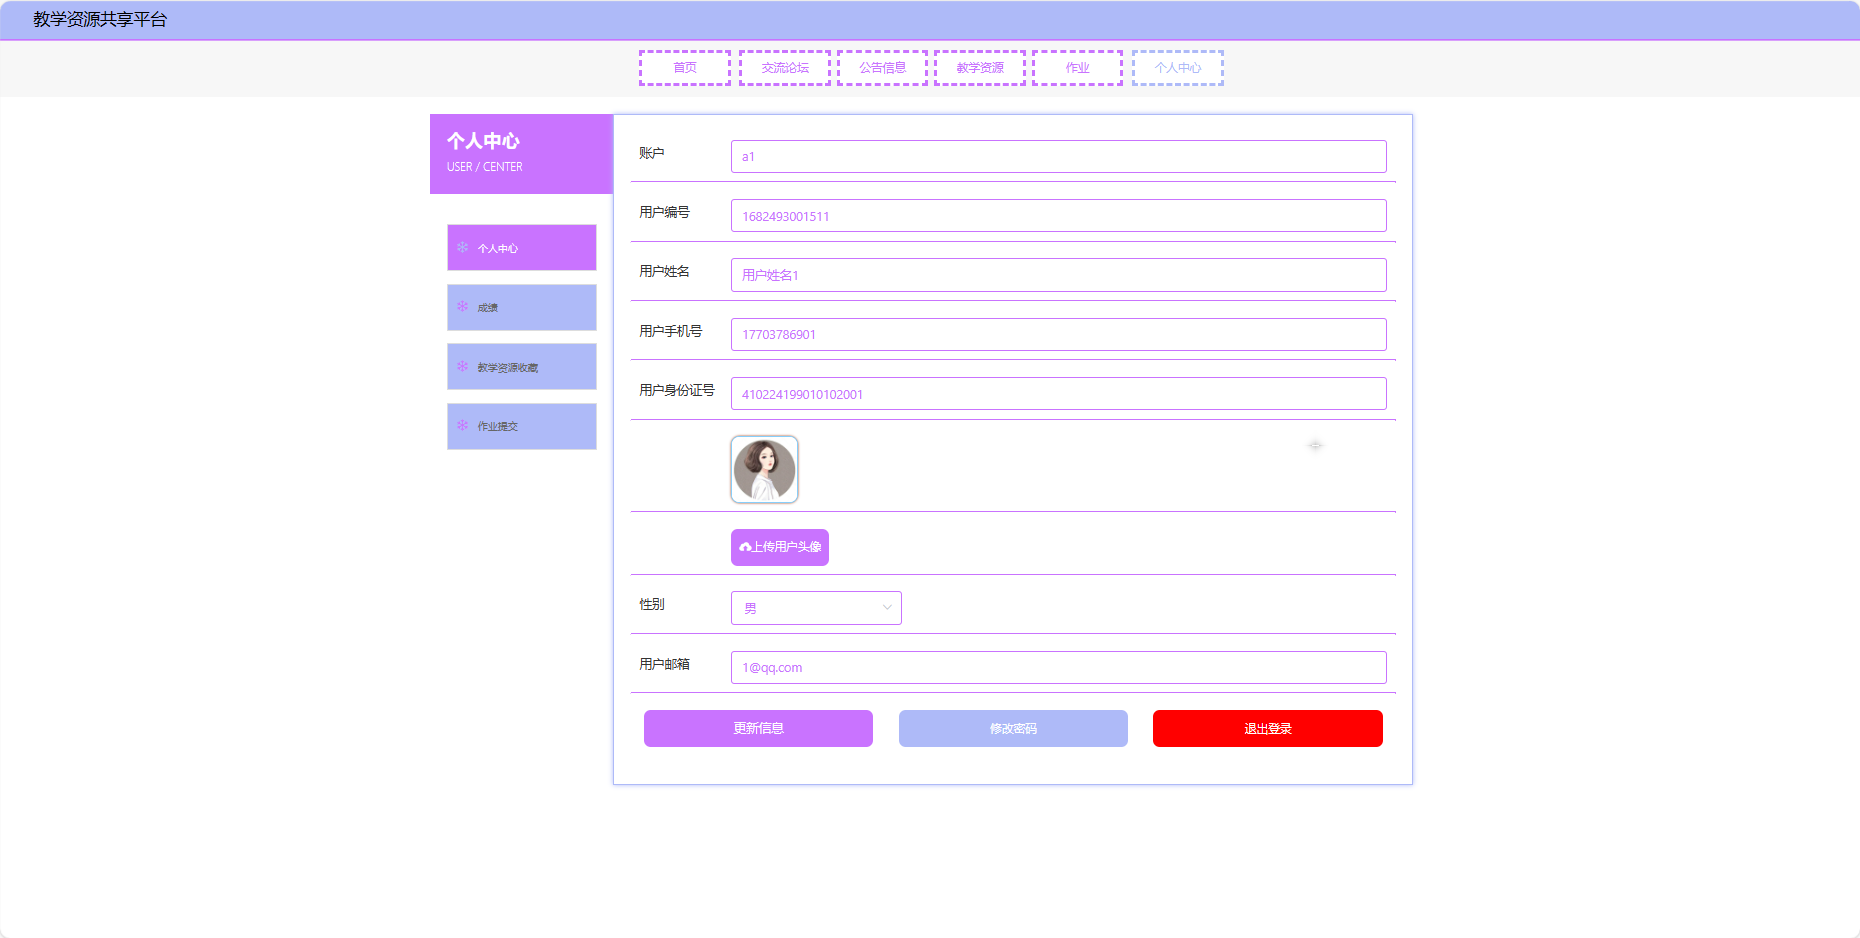 教学资源共享平台
首页 交流论坛 公告信息 教学资源 作业 个人中心
个人中心
USER / CENTER
个人中心
成绩
教学资源收藏
作业提交
账户 a1
用户编号 1682493001511
用户姓名 用户姓名1
用户手机号 17703786901
用户身份证号 410224199010102001
上传用户头像
性别 男
用户邮箱 1@qq.com
更新信息 修改密码 退出登录